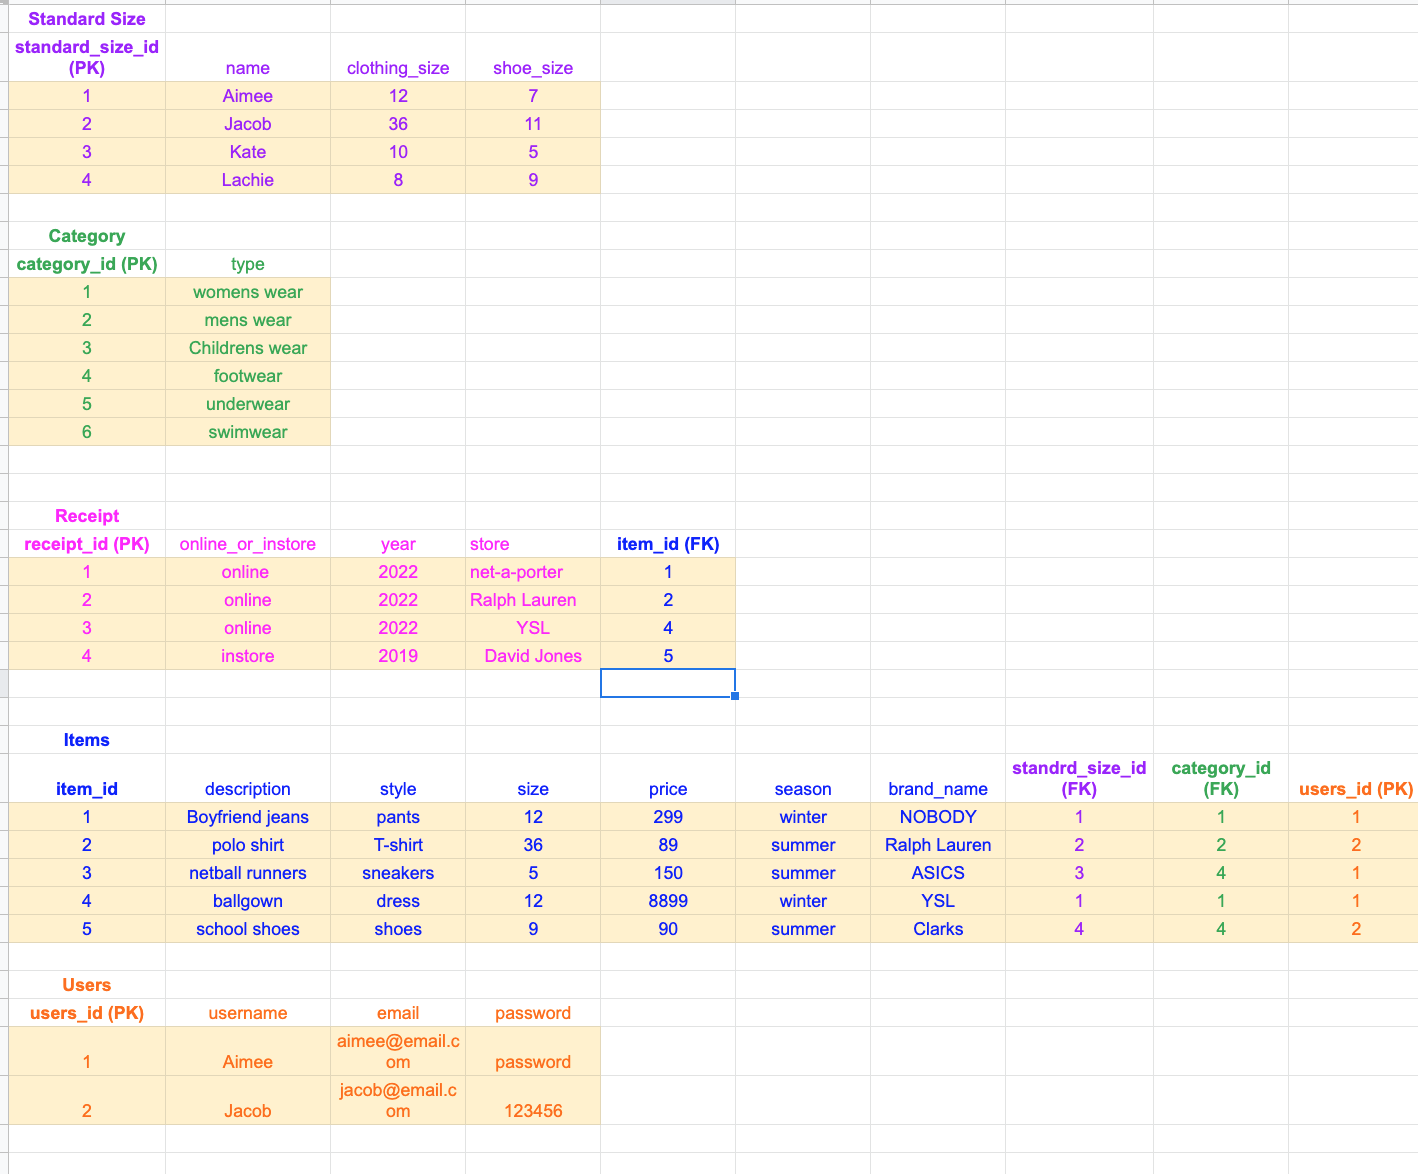 Standard Size
standard_size_id
(PK) name clothing_size shoe_size
1 Aimee 12 7
2 Jacob 36 11
3 Kate 10 5
4 Lachie 8 9
Category
category_id (PK) type
1 womens wear
2 mens wear
3 Childrens wear
4 footwear
5 underwear
6 swimwear
Receipt
receipt_id (PK) online_or_instore year store item_id (FK)
1 online 2022 net-a-porter 1
2 online 2022 Ralph Lauren 2
3 online 2022 YSL 4
4 instore 2019 David Jones 5
Items
standrd_size_id category_id
item_id description style size price season brand_name (FK) (FK) users_id (PK)
1 Boyfriend jeans pants 12 299 winter NOBODY 1 1 1
2 polo shirt T-shirt 36 89 summer Ralph Lauren 2 2 2
3 netball runners sneakers 5 150 summer ASICS 3 4 1
4 ballgown dress 12 8899 winter YSL 1 1 1
5 school shoes shoes 9 90 summer Clarks 4 4 2
Users
users_id (PK) username email password
aimee@email.c
1 Aimee om password
jacob@email.c
2 Jacob om 123456